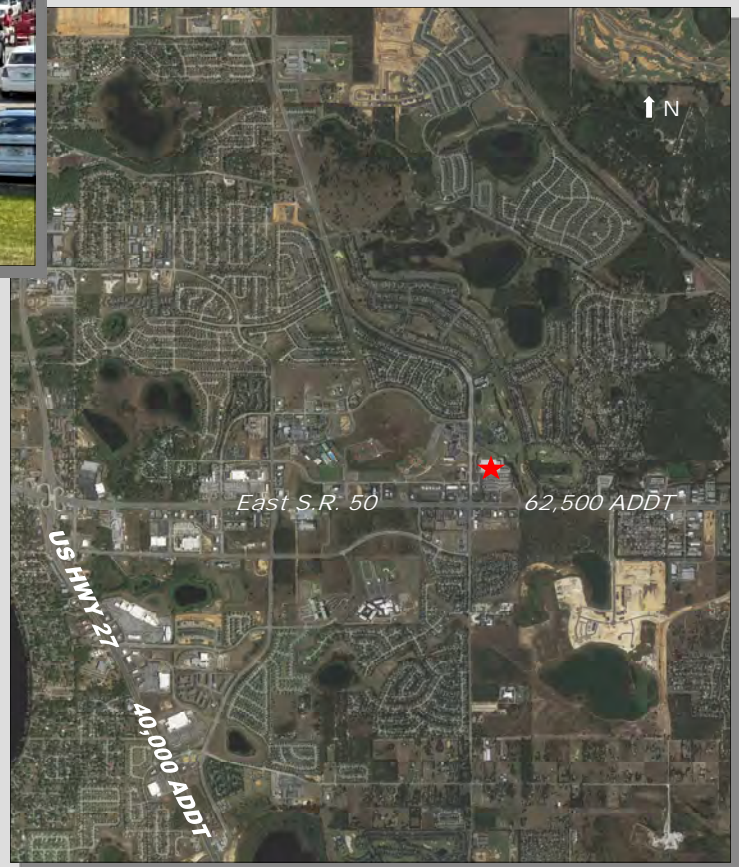 N
East S.R. 50
62,500 ADDT
US HWY 27
40,000 ADDT